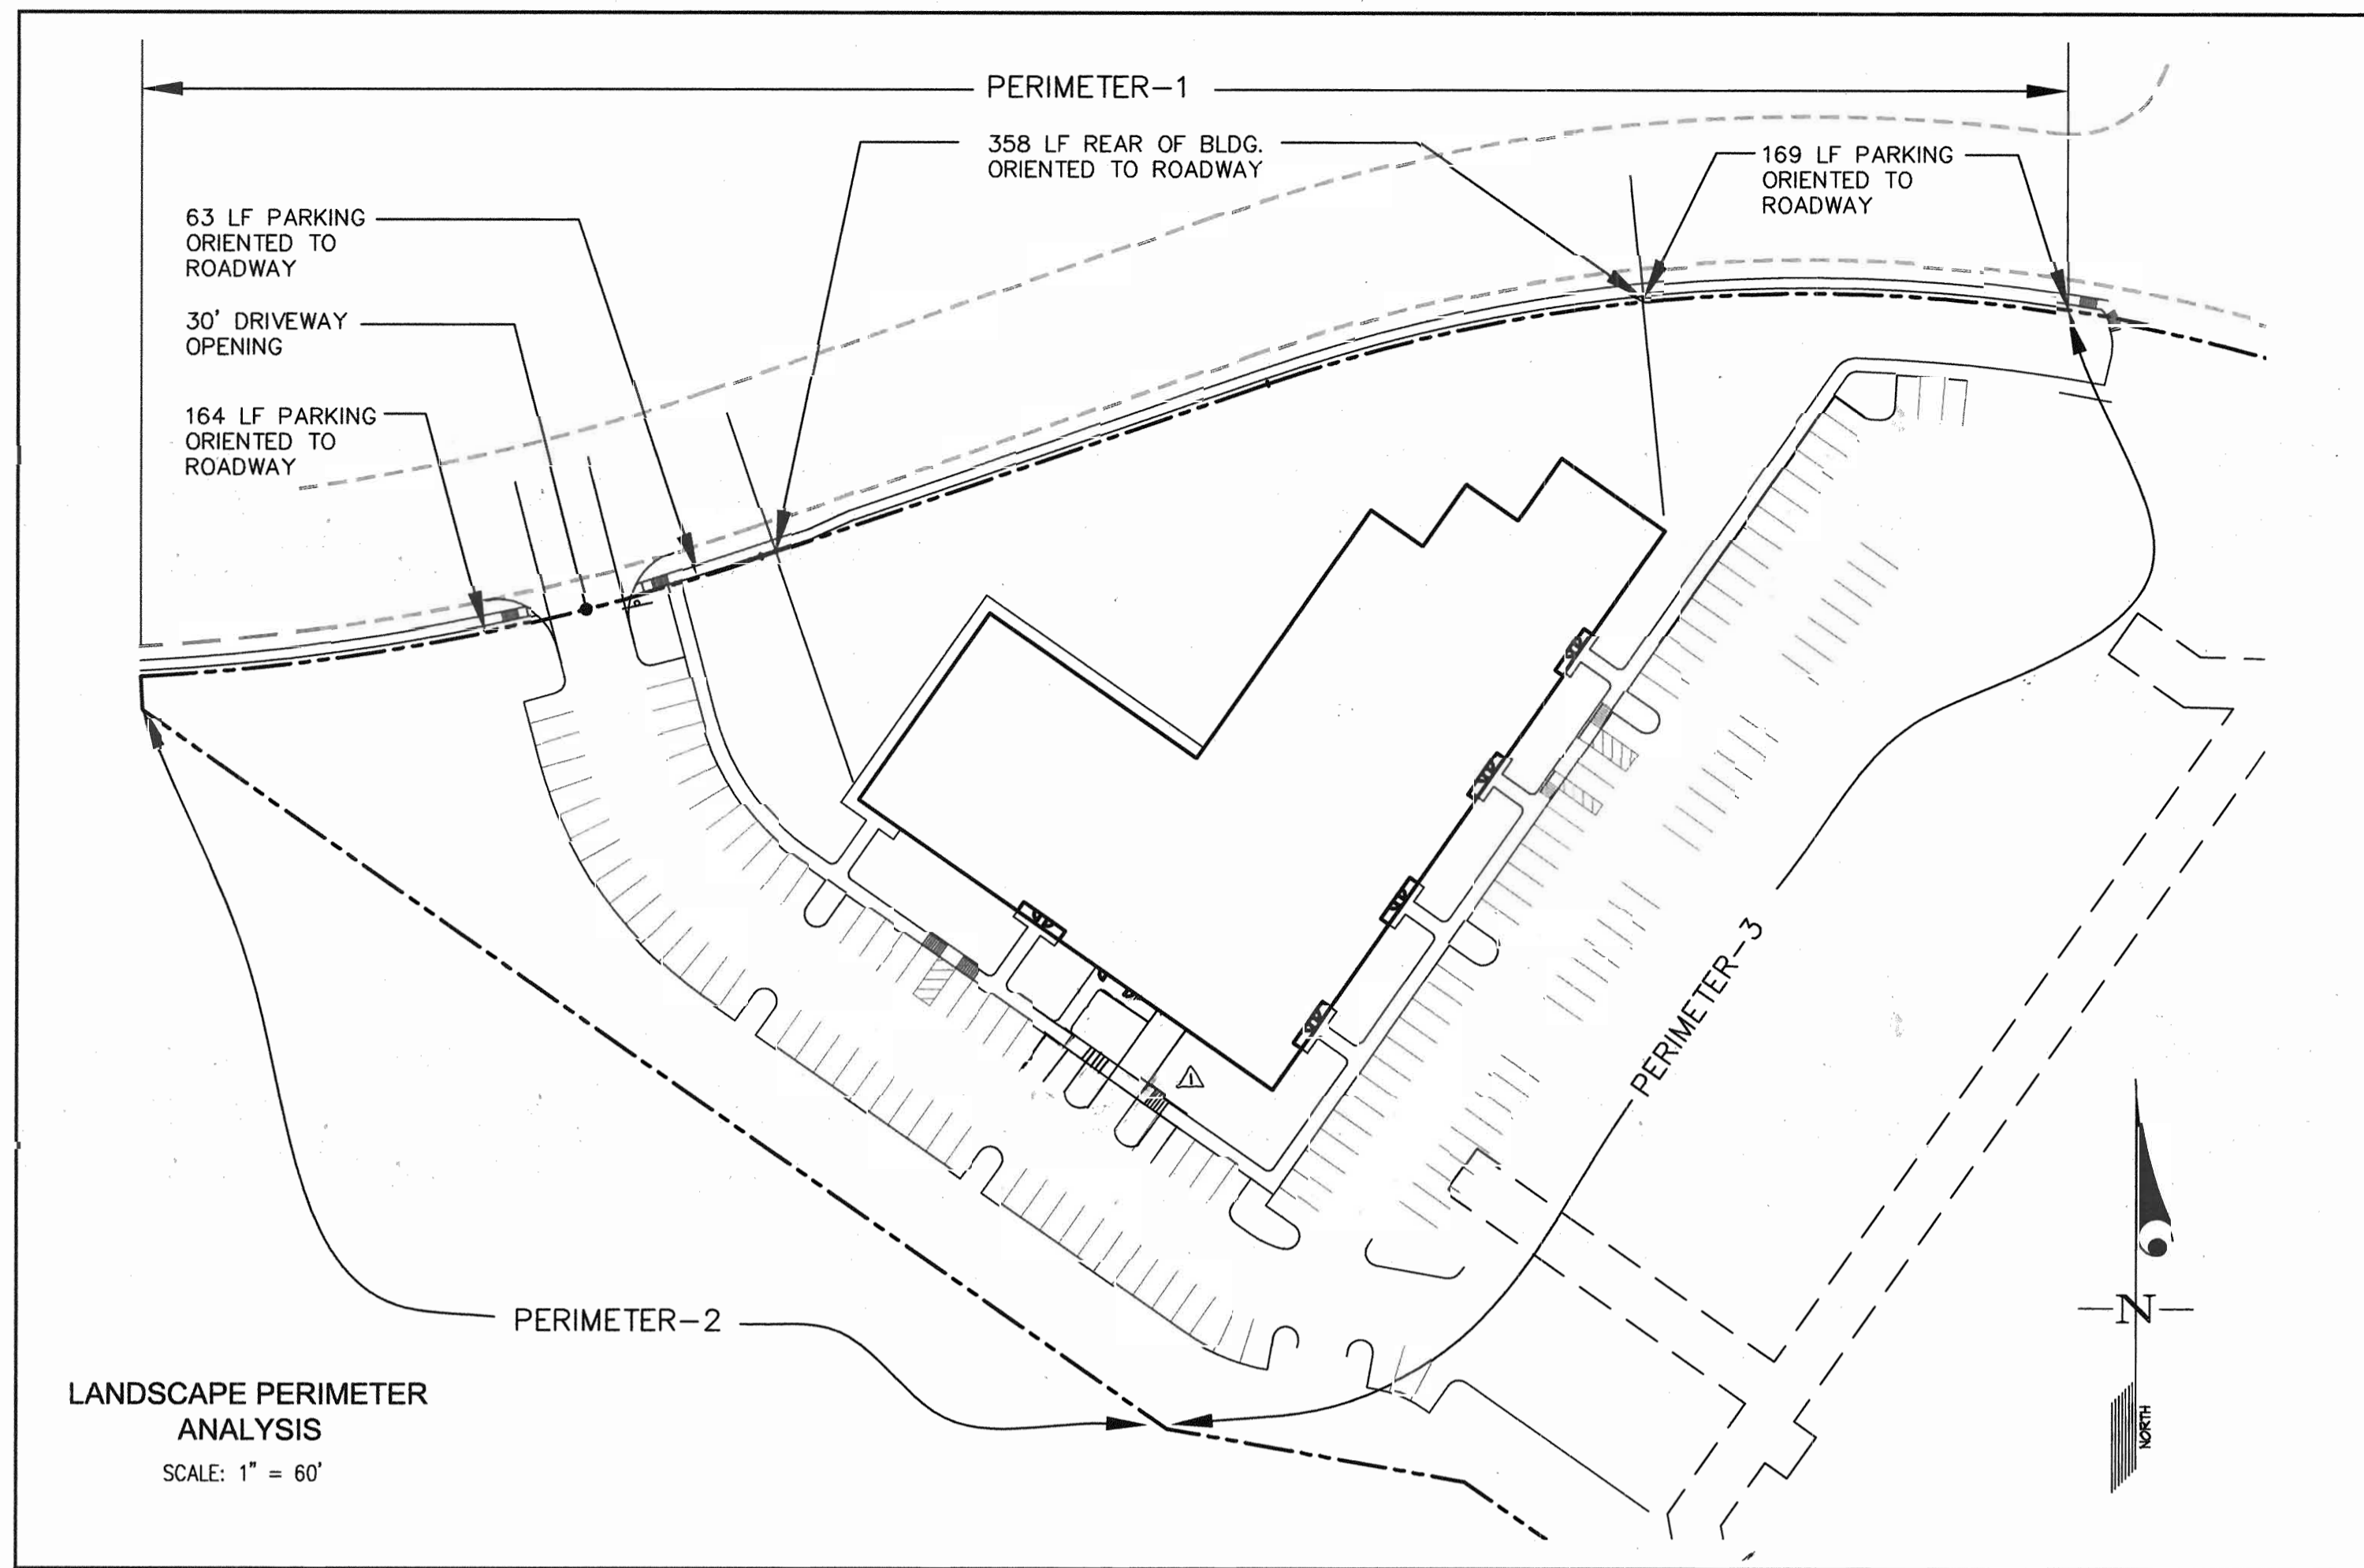 PERIMETER-1
358 LF REAR OF BLDG.
ORIENTED TO ROADWAY
169 LF PARKING
ORIENTED TO
ROADWAY
63 LF PARKING
ORIENTED TO
ROADWAY
30' DRIVEWAY
OPENING
164 LF PARKING
ORIENTED TO
ROADWAY
PERIMETER-3
1
PERIMETER-2
N
NORTH
LANDSCAPE PERIMETER
ANALYSIS
SCALE: 1" = 60'